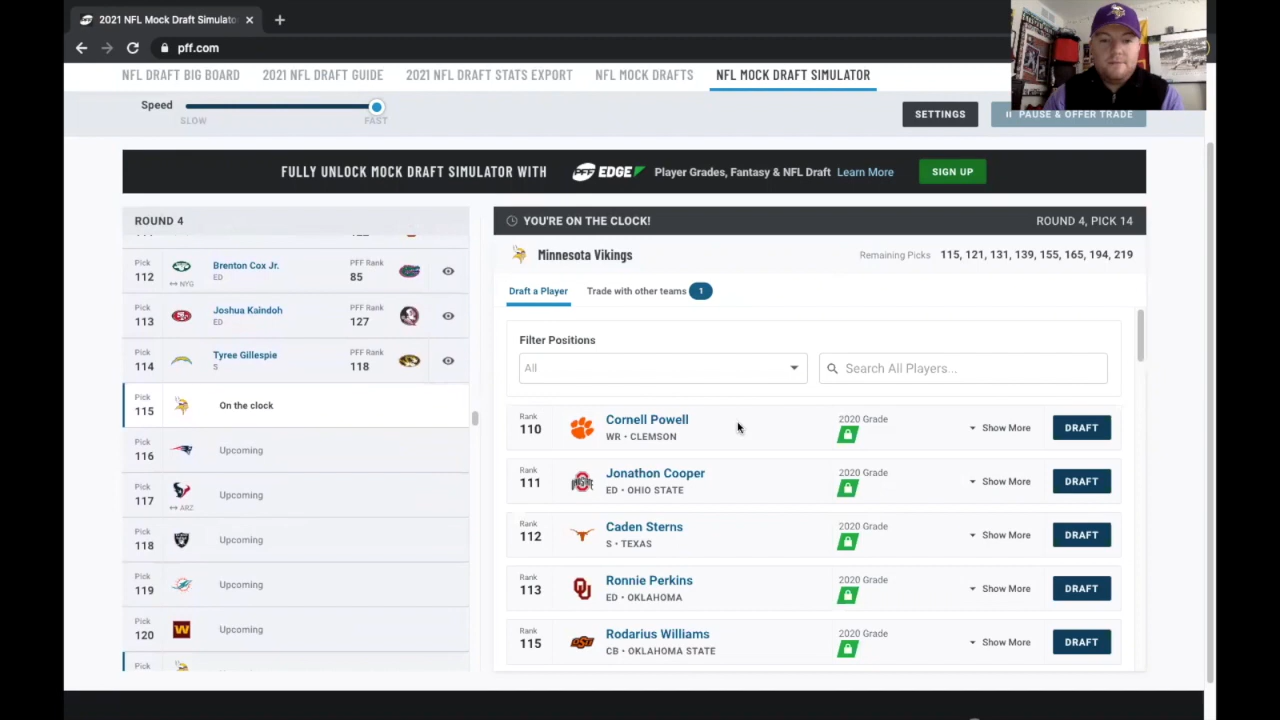 2021 NFL Mock Draft Simulato
pff.com
NFL DRAFT BIG BOARD
2021 NFL DRAFT GUIDE
2021 NFL DRAFT STATS EXPORT
NFL MOCK DRAFTS
NFL MOCK DRAFT SIMULATOR
Speed
SLOW
FAST
SETTINGS
PAUSE & OFFER TRADE
FULLY UNLOCK MOCK DRAFT SIMULATOR WITH
PFF EDGE
Player Grades, Fantasy & NFL Draft Learn More
SIGN UP
ROUND 4
Pick
112
NYG
Brenton Cox Jr.
ED
PFF Rank
85
Pick
113
Joshua Kaindoh
ED
PFF Rank
127
Pick
114
Tyree Gillespie
S
PFF Rank
118
Pick
115
On the clock
Pick
116
Upcoming
Pick
117
ARZ
Upcoming
Pick
118
Upcoming
Pick
119
Upcoming
Pick
120
Upcoming
Pick
YOU'RE ON THE CLOCK!
ROUND 4, PICK 14
Minnesota Vikings
Remaining Picks 115, 121, 131, 139, 155, 165, 194, 219
Draft a Player
Trade with other teams 1
Filter Positions
All
Search All Players...
Rank
110
Cornell Powell
WR • CLEMSON
2020 Grade
Show More
DRAFT
Rank
111
Jonathon Cooper
ED • OHIO STATE
2020 Grade
Show More
DRAFT
Rank
112
Caden Sterns
S • TEXAS
2020 Grade
Show More
DRAFT
Rank
113
Ronnie Perkins
ED • OKLAHOMA
2020 Grade
Show More
DRAFT
Rank
115
Rodarius Williams
CB • OKLAHOMA STATE
2020 Grade
Show More
DRAFT